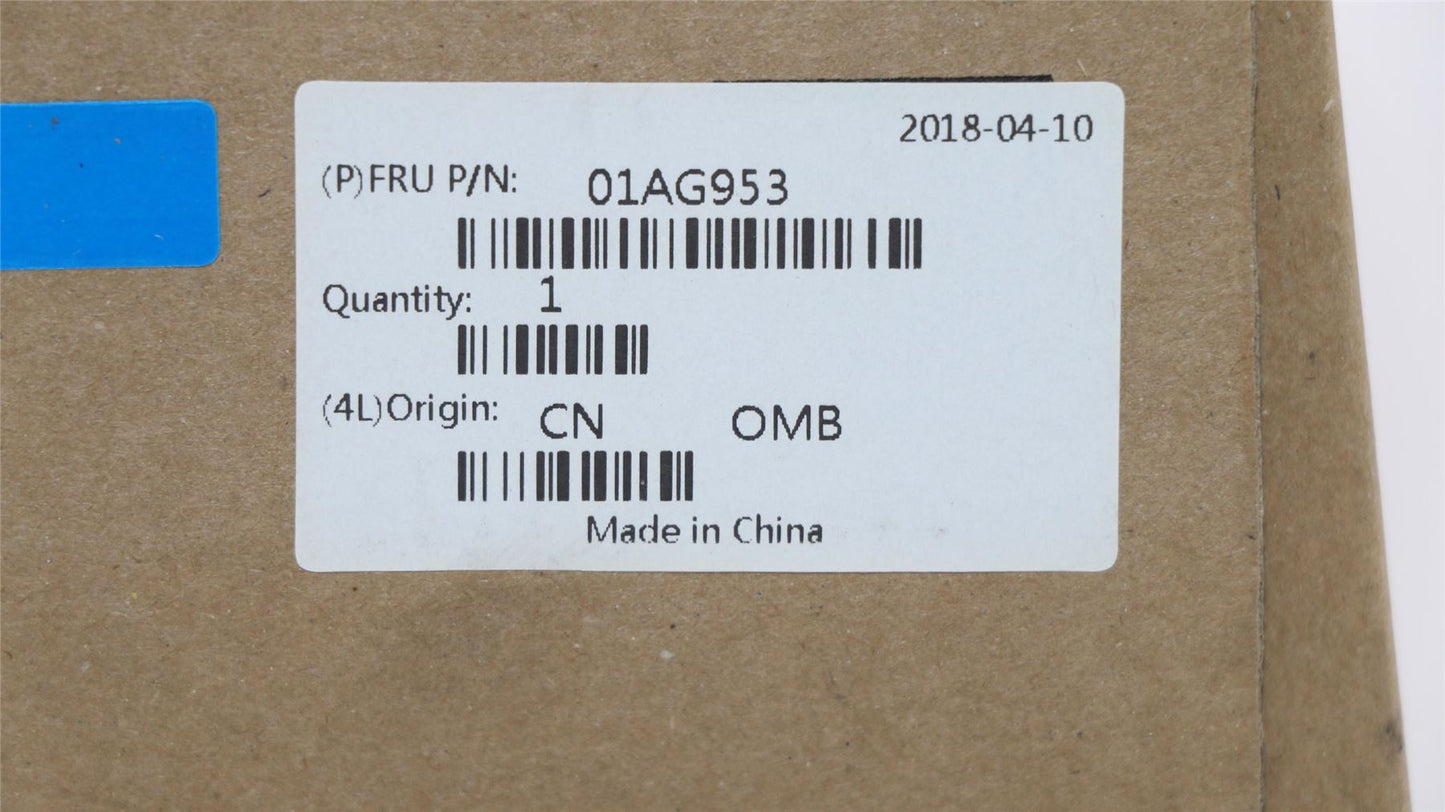 2018-04-10
(P)FRU P/N: 01AG953
Quantity: 1
(4L)Origin: CN OMB
Made in China